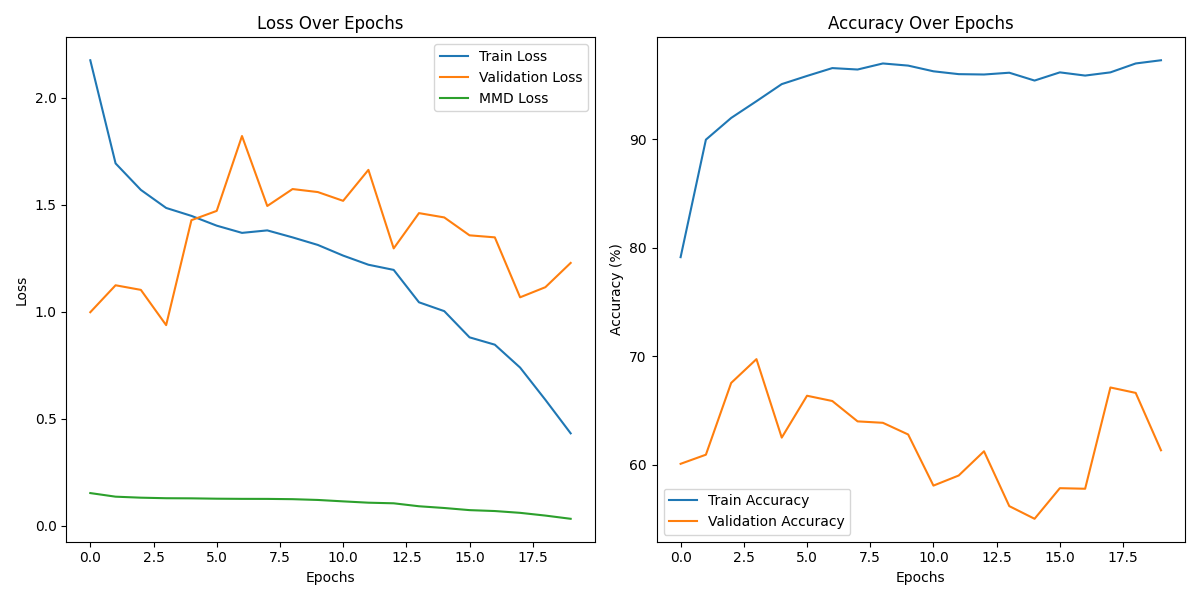 Loss Over Epochs
Train Loss
Validation Loss
MMD Loss
2.0
1.5
1.0
0.5
0.0
Loss
0.0 2.5 5.0 7.5 10.0 12.5 15.0 17.5
Epochs
Accuracy Over Epochs
90
80
70
60
Accuracy (%)
Train Accuracy
Validation Accuracy
0.0 2.5 5.0 7.5 10.0 12.5 15.0 17.5
Epochs